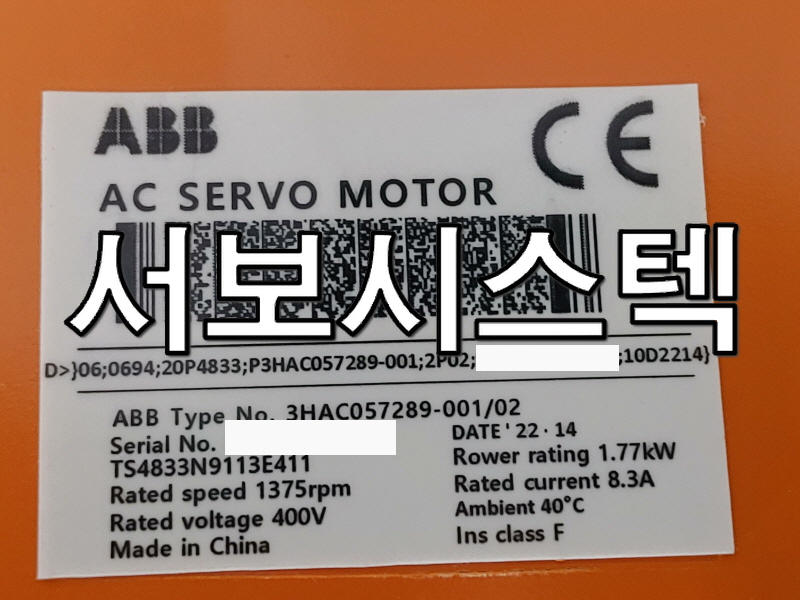 ABB
CE
AC SERVO MOTOR
서보시스텍
D>}06;0694;20P4833;P3HAC057289-001;2P02; ;10D2214}
ABB Type No. 3HAC057289-001/02
Serial No.
DATE ' 22 · 14
TS4833N9113E411
Rower rating 1.77kW
Rated speed 1375rpm
Rated current 8.3A
Rated voltage 400V
Ambient 40°C
Made in China
Ins class F